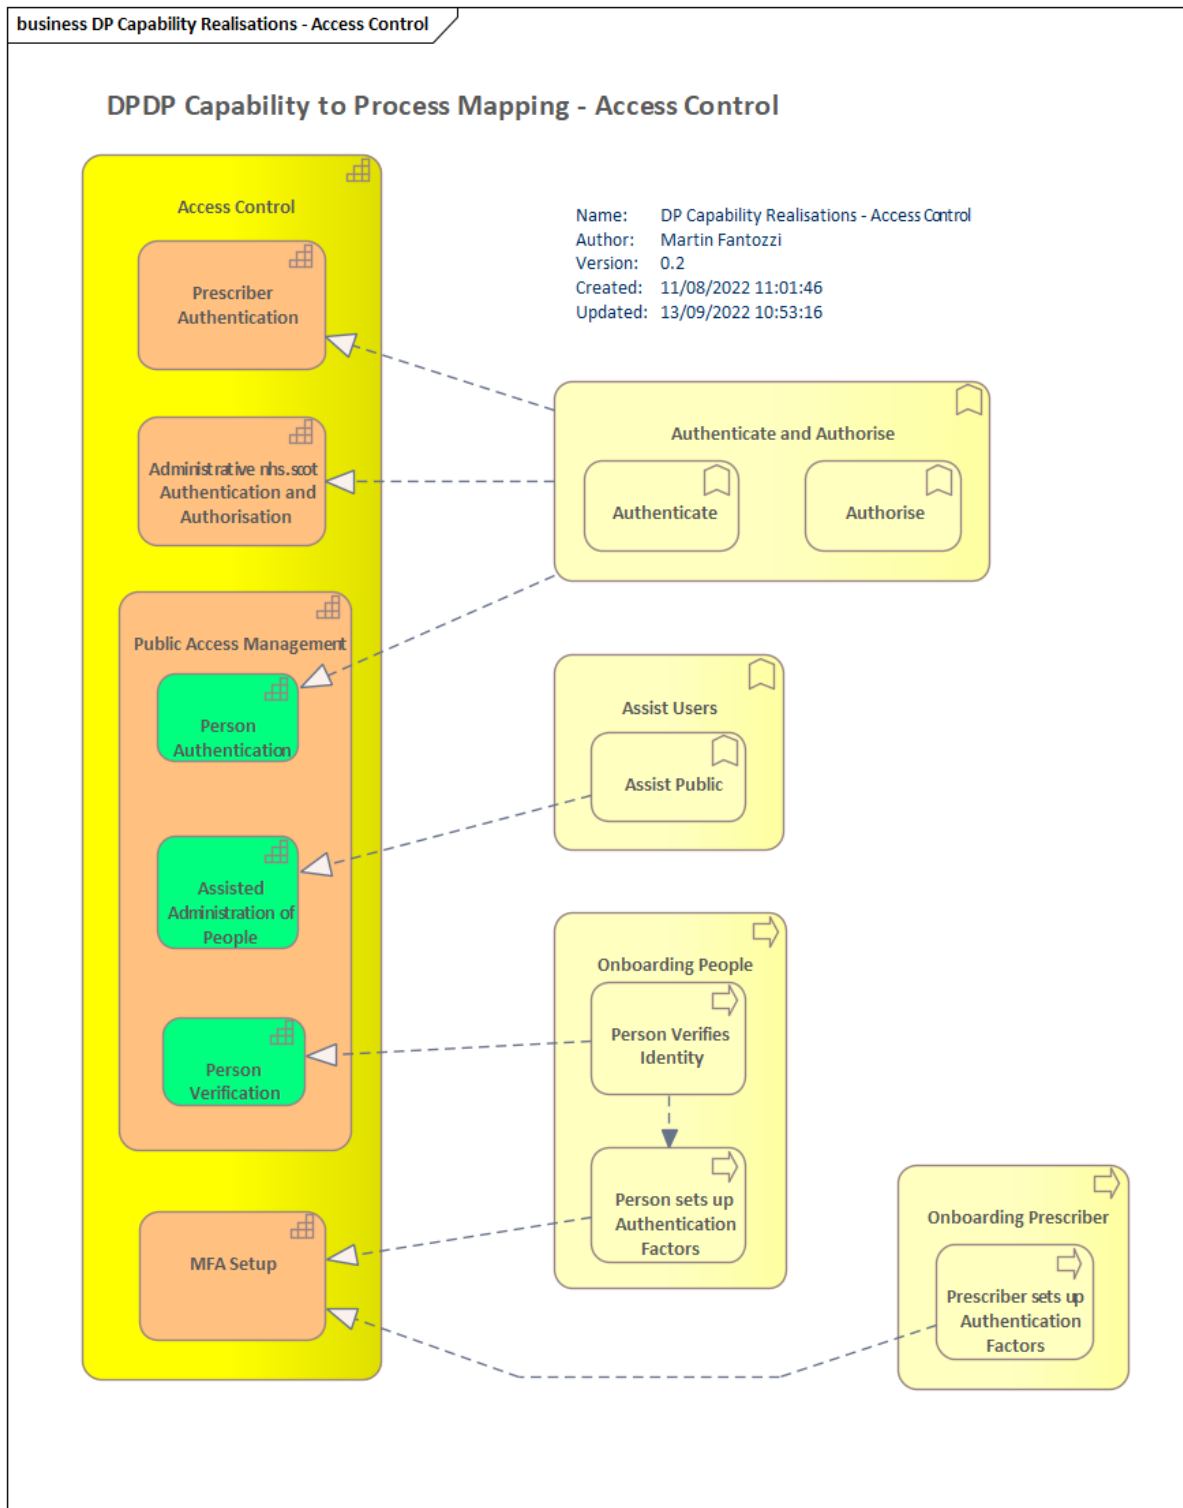 business DP Capability Realisations - Access Control
DPDP Capability to Process Mapping - Access Control
Access Control
Prescriber
Authentication
Administrative nhs.scot
Authentication and
Authorisation
Public Access Management
Person
Authentication
Assisted
Administration of
People
Person
Verification
MFA Setup
Name: DP Capability Realisations - Access Control
Author: Martin Fantozzi
Version: 0.2
Created: 11/08/2022 11:01:46
Updated: 13/09/2022 10:53:16
Authenticate and Authorise
Authenticate
Authorise
Assist Users
Assist Public
Onboarding People
Person Verifies
Identity
Person sets up
Authentication
Factors
Onboarding Prescriber
Prescriber sets up
Authentication
Factors